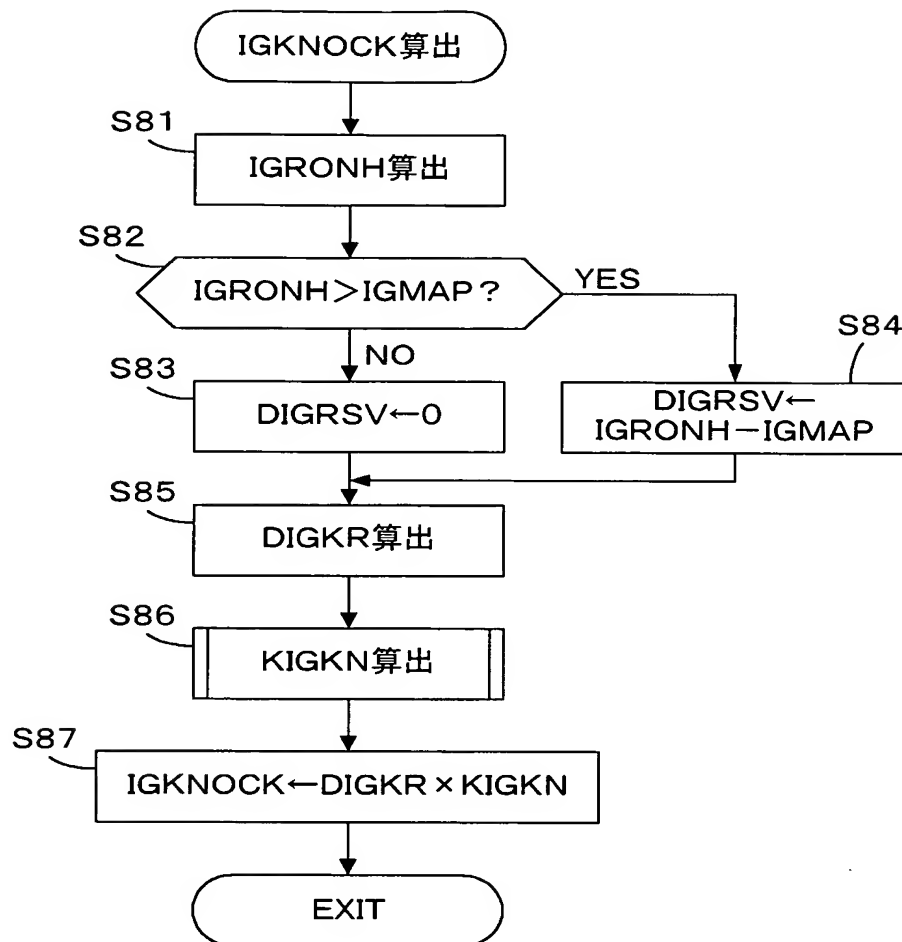 IGKNOCK算出
S81
IGRONH算出
S82
IGRONH>IGMAP?
YES
NO
S83
DIGRSV←0
S84
DIGRSV←
IGRONH-IGMAP
S85
DIGKR算出
S86
KIGKN算出
S87
IGKNOCK←DIGKR×KIGKN
EXIT